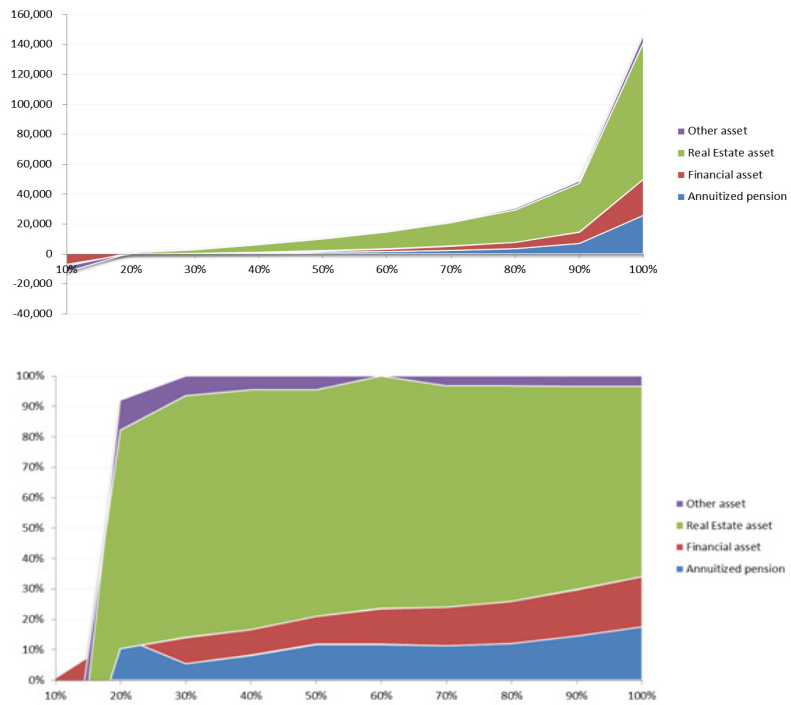 160,000
140,000
120,000
100,000
80,000
60,000
40,000
20,000
0
-20,000
-40,000
10% 20% 30% 40% 50% 60% 70% 80% 90% 100%
Other asset
Real Estate asset
Financial asset
Annuitized pension
100%
90%
80%
70%
60%
50%
40%
30%
20%
10%
0%
10% 20% 30% 40% 50% 60% 70% 80% 90% 100%
Other asset
Real Estate asset
Financial asset
Annuitized pension